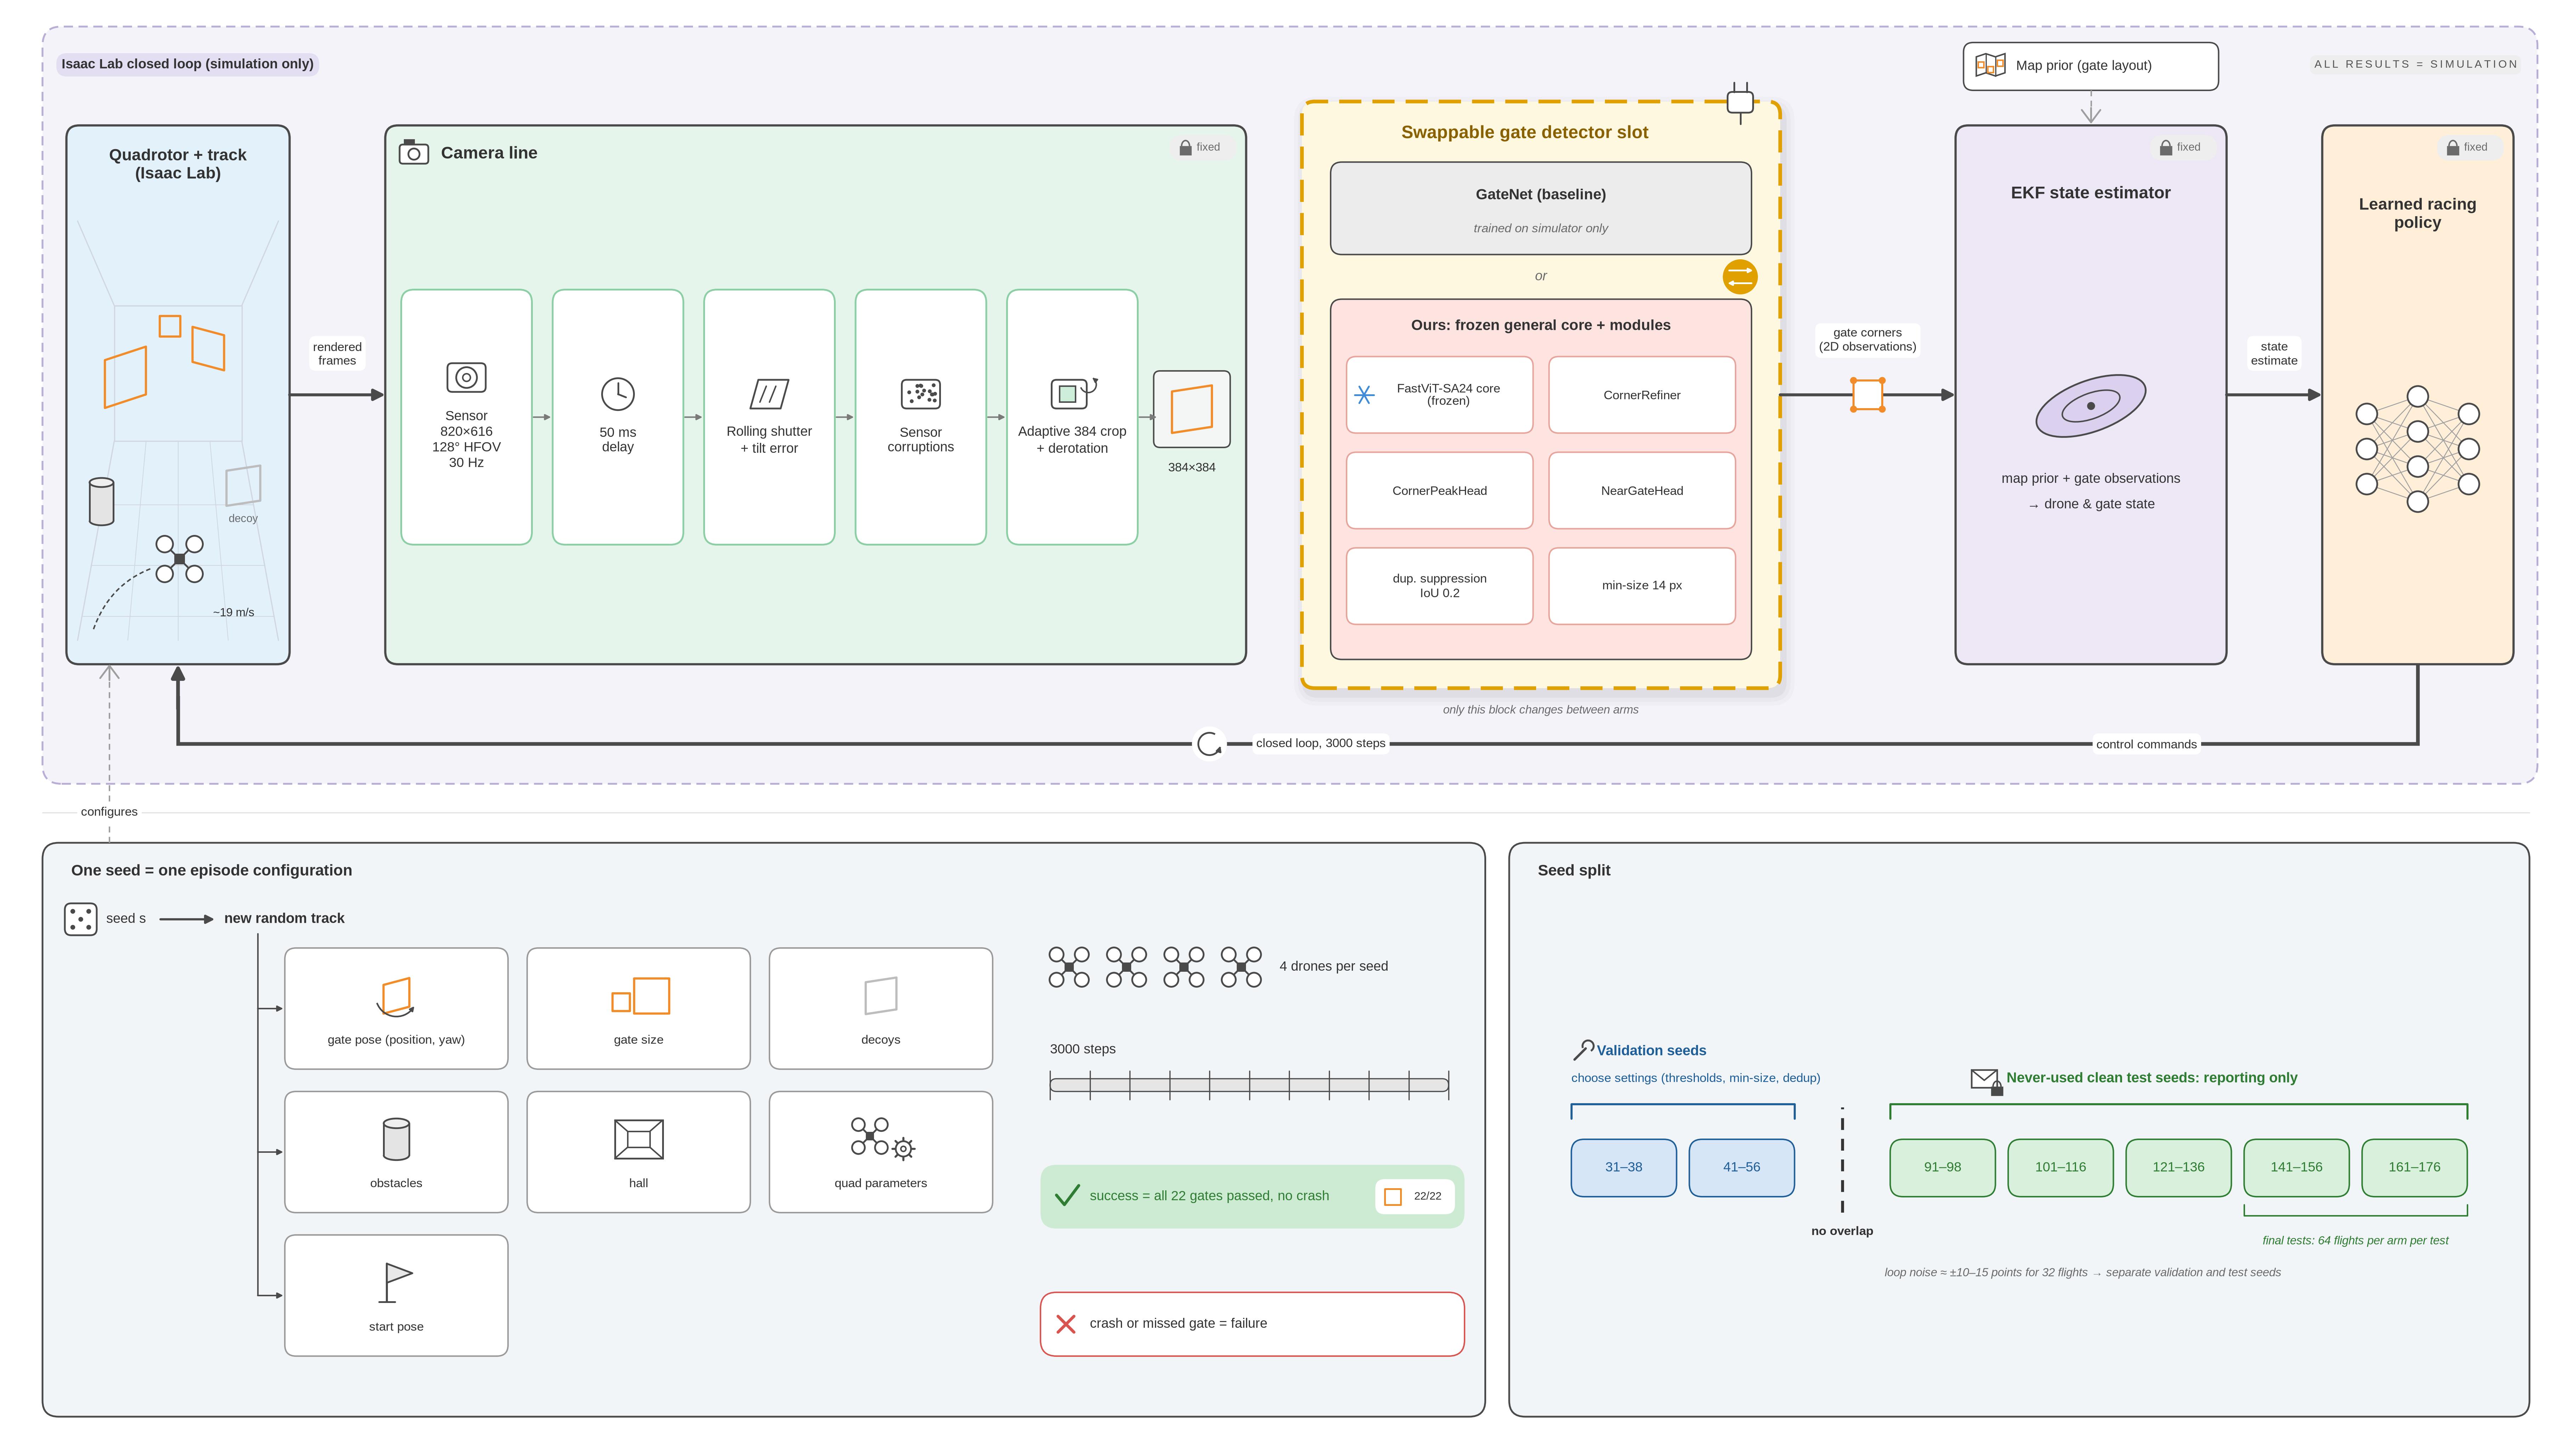 Isaac Lab closed loop (simulation only)
Map prior (gate layout)
ALL RESULTS = SIMULATION
Quadrotor + track
(Isaac Lab)
decoy
~19 m/s
rendered
frames
Camera line
fixed
Sensor
820×616
128° HFOV
30 Hz
50 ms
delay
Rolling shutter
+ tilt error
Sensor
corruptions
Adaptive 384 crop
+ derotation
384×384
Swappable gate detector slot
GateNet (baseline)
trained on simulator only
or
Ours: frozen general core + modules
FastViT-SA24 core
(frozen)
CornerRefiner
CornerPeakHead
NearGateHead
dup. suppression
IoU 0.2
min-size 14 px
only this block changes between arms
gate corners
(2D observations)
fixed
EKF state estimator
map prior + gate observations
→ drone & gate state
state
estimate
fixed
Learned racing
policy
closed loop, 3000 steps
control commands
configures
One seed = one episode configuration
seed s
new random track
gate pose (position, yaw)
gate size
decoys
obstacles
hall
quad parameters
start pose
4 drones per seed
3000 steps
success = all 22 gates passed, no crash
22/22
crash or missed gate = failure
Seed split
Validation seeds
choose settings (thresholds, min-size, dedup)
Never-used clean test seeds: reporting only
31–38
41–56
91–98
101–116
121–136
141–156
161–176
no overlap
final tests: 64 flights per arm per test
loop noise ≈ ±10–15 points for 32 flights → separate validation and test seeds